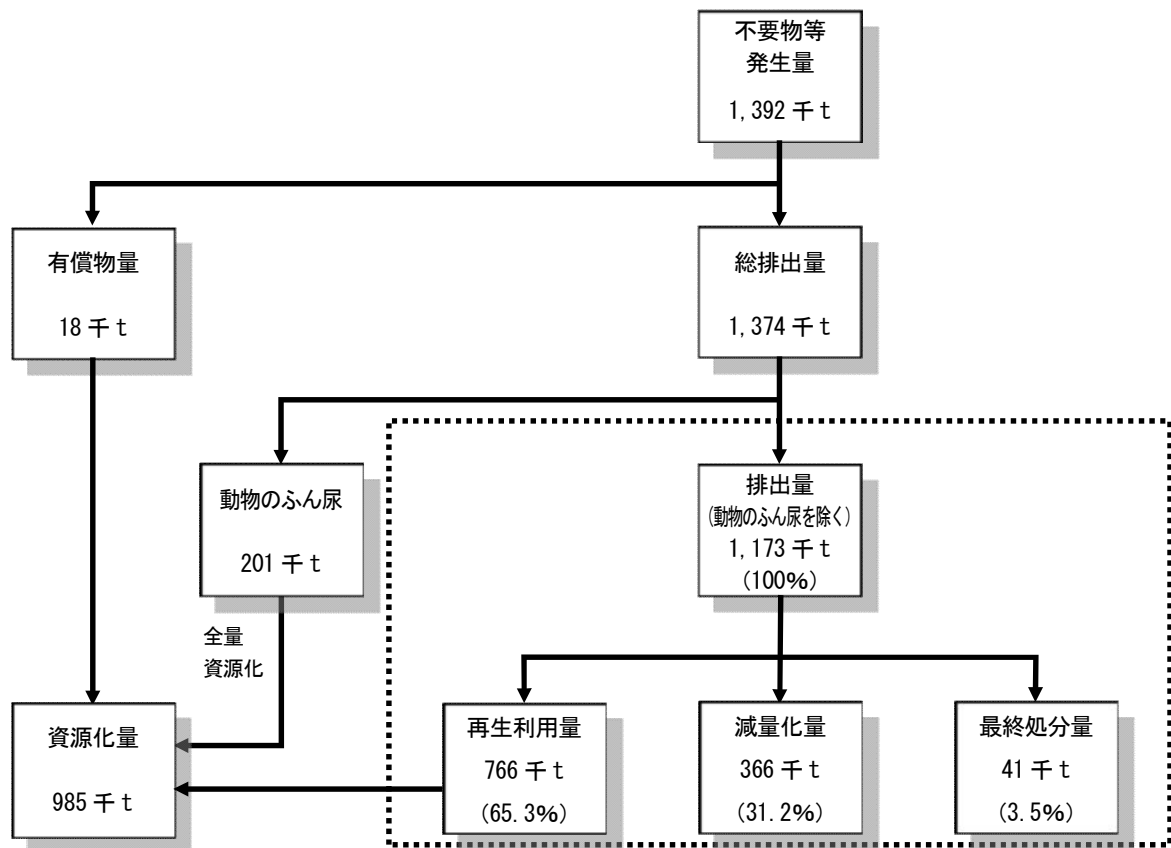 不要物等
発生量
1,392 千 t
有償物量
18 千 t
総排出量
1,374 千 t
動物のふん尿
201 千 t
排出量
(動物のふん尿を除く)
1,173 千 t
(100%)
全量
資源化
資源化量
985 千 t
再生利用量
766 千 t
(65.3%)
減量化量
366 千 t
(31.2%)
最終処分量
41 千 t
(3.5%)